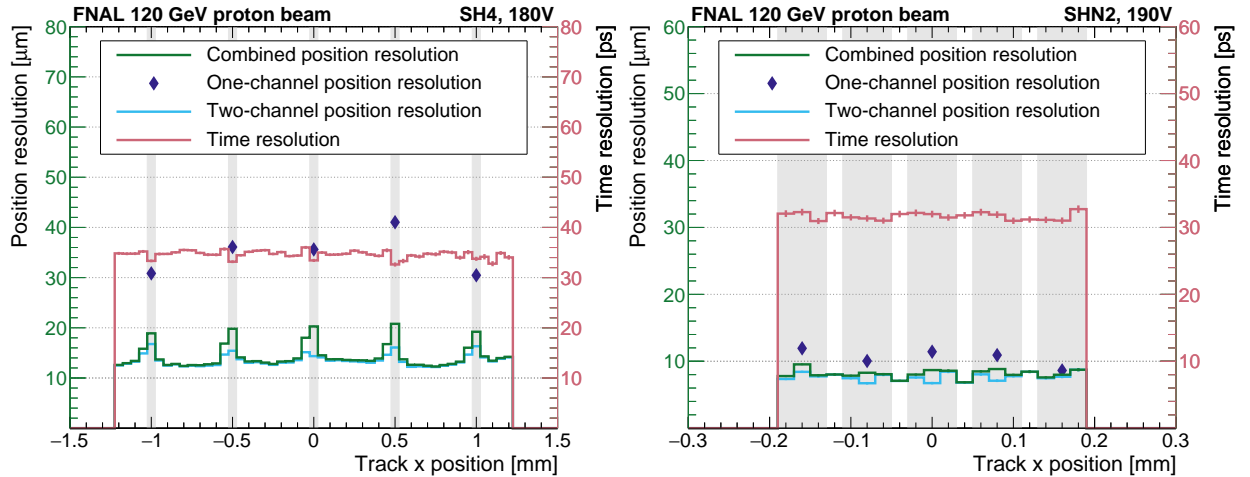 FNAL 120 GeV proton beam SH4, 180V
Combined position resolution
One-channel position resolution
Two-channel position resolution
Time resolution
Position resolution [μm]
80
70
60
50
40
30
20
10
Time resolution [ps]
80
70
60
50
40
30
20
10
−1.5 −1 −0.5 0 0.5 1 1.5
Track x position [mm]
FNAL 120 GeV proton beam SHN2, 190V
Combined position resolution
One-channel position resolution
Two-channel position resolution
Time resolution
Position resolution [μm]
60
50
40
30
20
10
0
Time resolution [ps]
60
50
40
30
20
10
0
−0.3 −0.2 −0.1 0 0.1 0.2 0.3
Track x position [mm]